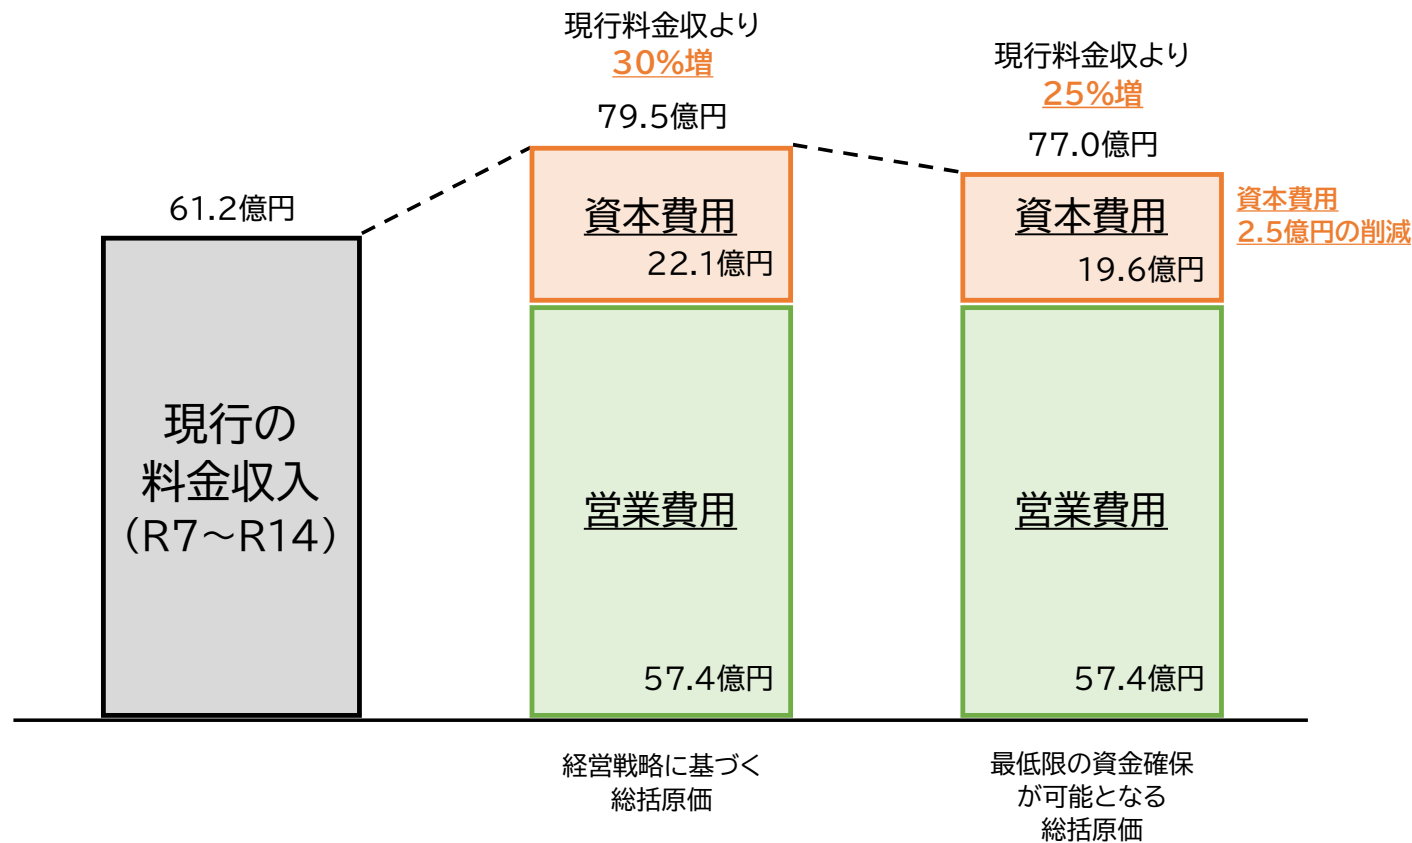 現行料金収より
30%増
79.5億円
現行料金収より
25%増
77.0億円
61.2億円
資本費用
22.1億円
資本費用
19.6億円
資本費用
2.5億円の削減
現行の
料金収入
（R7～R14）
営業費用
57.4億円
営業費用
57.4億円
経営戦略に基づく
総括原価
最低限の資金確保
が可能となる
総括原価